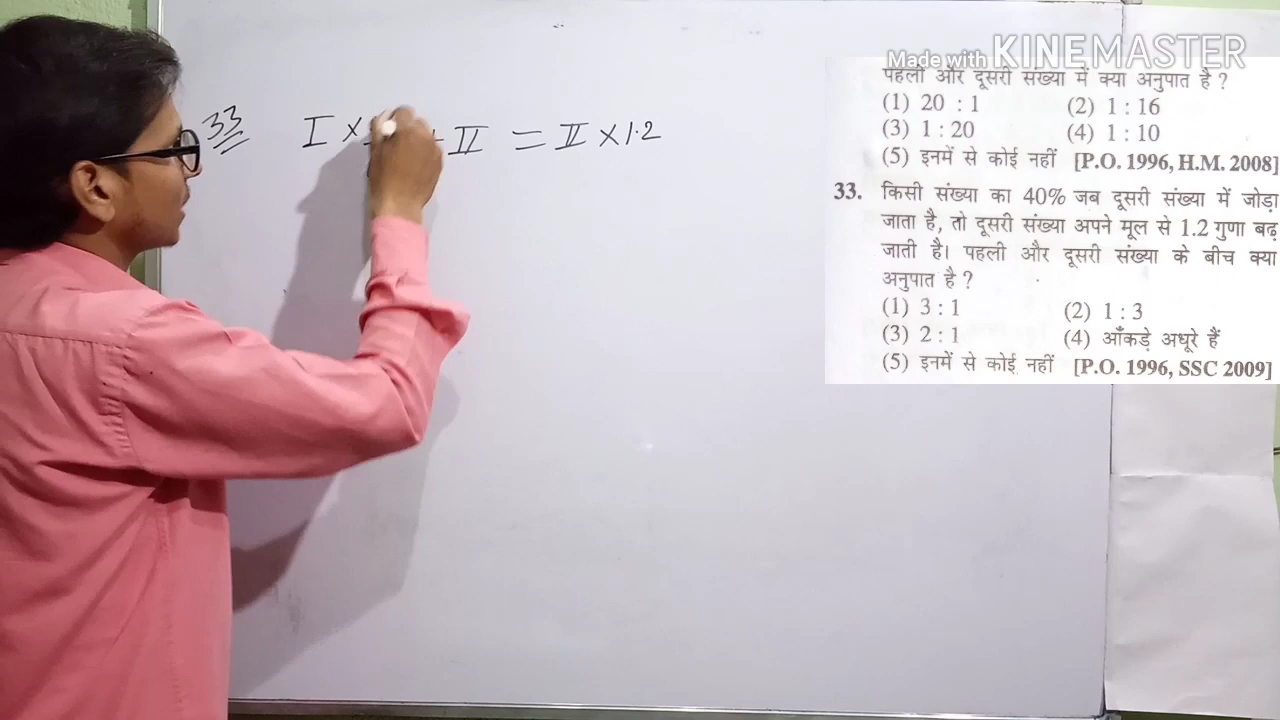 Made with KINEMASTER
पहली और दूसरी संख्या में क्या अनुपात है ?
(1) 20 : 1 (2) 1 : 16
(3) 1 : 20 (4) 1 : 10
(5) इनमें से कोई नहीं [P.O. 1996, H.M. 2008]
33. किसी संख्या का 40% जब दूसरी संख्या में जोड़ा
जाता है, तो दूसरी संख्या अपने मूल से 1.2 गुणा बढ़
जाती है। पहली और दूसरी संख्या के बीच क्या
अनुपात है ?
(1) 3 : 1 (2) 1 : 3
(3) 2 : 1 (4) आँकड़े अधूरे हैं
(5) इनमें से कोई नहीं [P.O. 1996, SSC 2009]
33 I × + II = II × 1.2